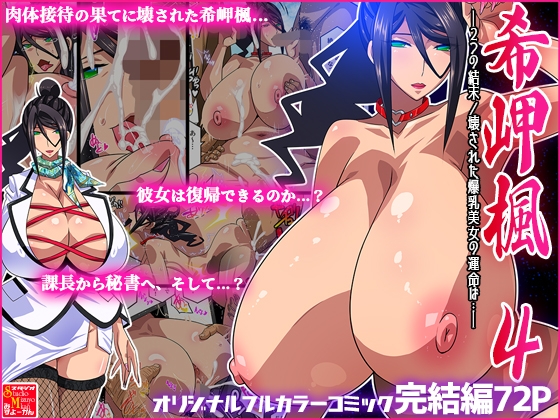 肉体接待の果てに壊された希岬楓…
希岬楓 4
―2つの結末／壊された爆乳美女の運命は…―
彼女は復帰できるのか…？
課長から秘書へ、そして…？
オリジナルフルカラーコミック完結編72P